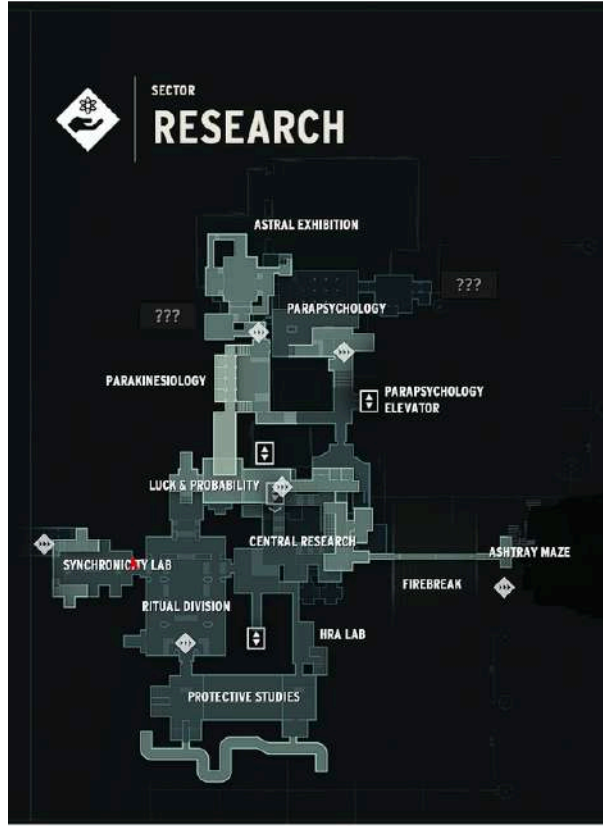 SECTOR
RESEARCH
ASTRAL EXHIBITION
???
PARAPSYCHOLOGY
???
PARAKINESIOLOGY
PARAPSYCHOLOGY
ELEVATOR
LUCK & PROBABILITY
CENTRAL RESEARCH
ASHTRAY MAZE
SYNCHRONICITY LAB
FIREBREAK
RITUAL DIVISION
HRA LAB
PROTECTIVE STUDIES